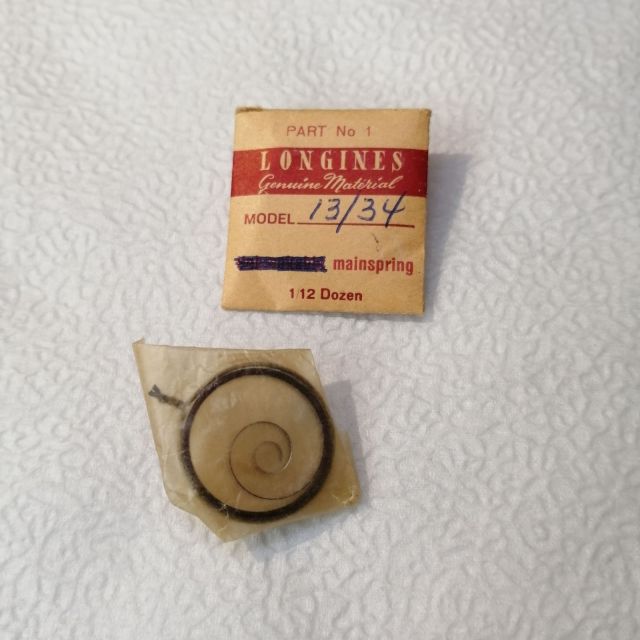 PART No 1
LONGINES
Genuine Material
MODEL 13/34
mainspring
1/12 Dozen